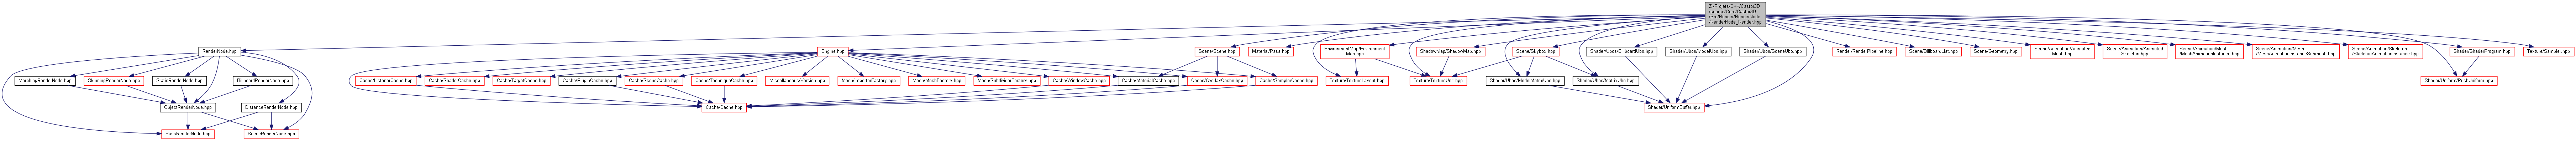 Z:/Projets/C++/Castor3D
/source/Core/Castor3D
/Src/Render/RenderNode
/RenderNode_Render.hpp
RenderNode.hpp
Engine.hpp
Scene/Scene.hpp
Material/Pass.hpp
EnvironmentMap/Environment
Map.hpp
ShadowMap/ShadowMap.hpp
Scene/Skybox.hpp
Shader/Ubos/BillboardUbo.hpp
Shader/Ubos/ModelUbo.hpp
Shader/Ubos/SceneUbo.hpp
Render/RenderPipeline.hpp
Scene/BillboardList.hpp
Scene/Geometry.hpp
Scene/Animation/Animated
Mesh.hpp
Scene/Animation/Animated
Skeleton.hpp
Scene/Animation/Mesh
/MeshAnimationInstance.hpp
Scene/Animation/Mesh
/MeshAnimationInstanceSubmesh.hpp
Scene/Animation/Skeleton
/SkeletonAnimationInstance.hpp
Shader/ShaderProgram.hpp
Texture/Sampler.hpp
MorphingRenderNode.hpp
SkinningRenderNode.hpp
StaticRenderNode.hpp
BillboardRenderNode.hpp
Cache/ListenerCache.hpp
Cache/ShaderCache.hpp
Cache/TargetCache.hpp
Cache/PluginCache.hpp
Cache/SceneCache.hpp
Cache/TechniqueCache.hpp
Miscellaneous/Version.hpp
Mesh/ImporterFactory.hpp
Mesh/MeshFactory.hpp
Mesh/SubdividerFactory.hpp
Cache/WindowCache.hpp
Cache/MaterialCache.hpp
Cache/OverlayCache.hpp
Cache/SamplerCache.hpp
Texture/TextureLayout.hpp
Texture/TextureUnit.hpp
Shader/Ubos/ModelMatrixUbo.hpp
Shader/Ubos/MatrixUbo.hpp
Shader/Uniform/PushUniform.hpp
ObjectRenderNode.hpp
DistanceRenderNode.hpp
Cache/Cache.hpp
Shader/UniformBuffer.hpp
PassRenderNode.hpp
SceneRenderNode.hpp